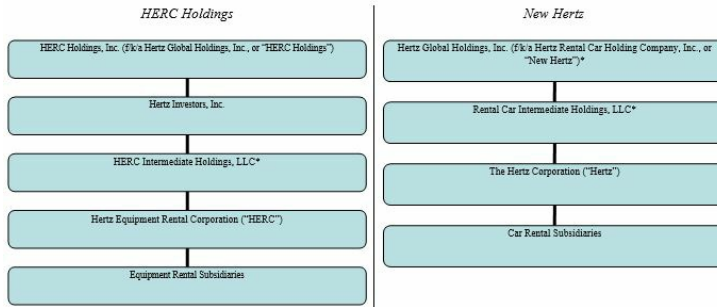 HERC Holdings
HERC Holdings, Inc. (f/k/a Hertz Global Holdings, Inc., or “HERC Holdings”)
Hertz Investors, Inc.
HERC Intermediate Holdings, LLC*
Hertz Equipment Rental Corporation (“HERC”)
Equipment Rental Subsidiaries
New Hertz
Hertz Global Holdings, Inc. (f/k/a Hertz Rental Car Holding Company, Inc., or
“New Hertz”)*
Rental Car Intermediate Holdings, LLC*
The Hertz Corporation (“Hertz”)
Car Rental Subsidiaries